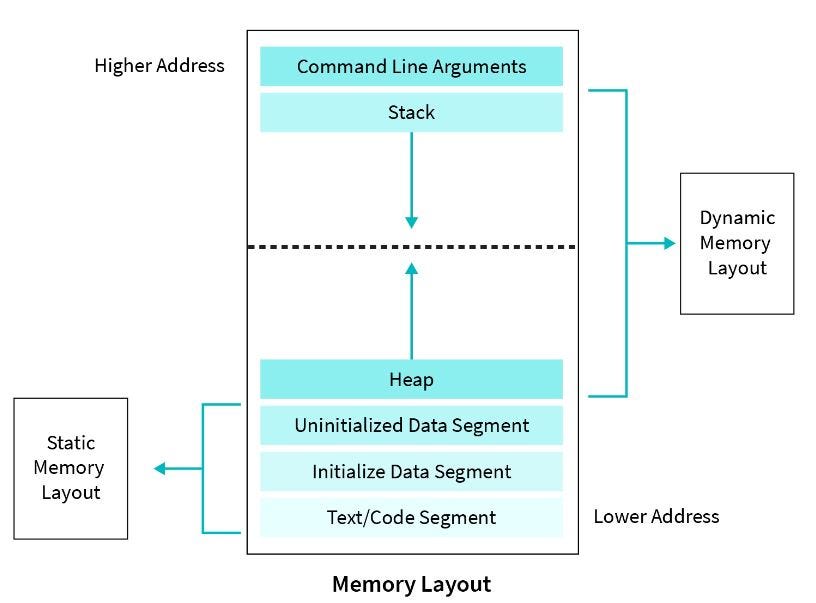 Higher Address
Command Line Arguments
Stack
Dynamic
Memory
Layout
Heap
Uninitialized Data Segment
Static
Memory
Layout
Initialize Data Segment
Text/Code Segment
Lower Address
Memory Layout